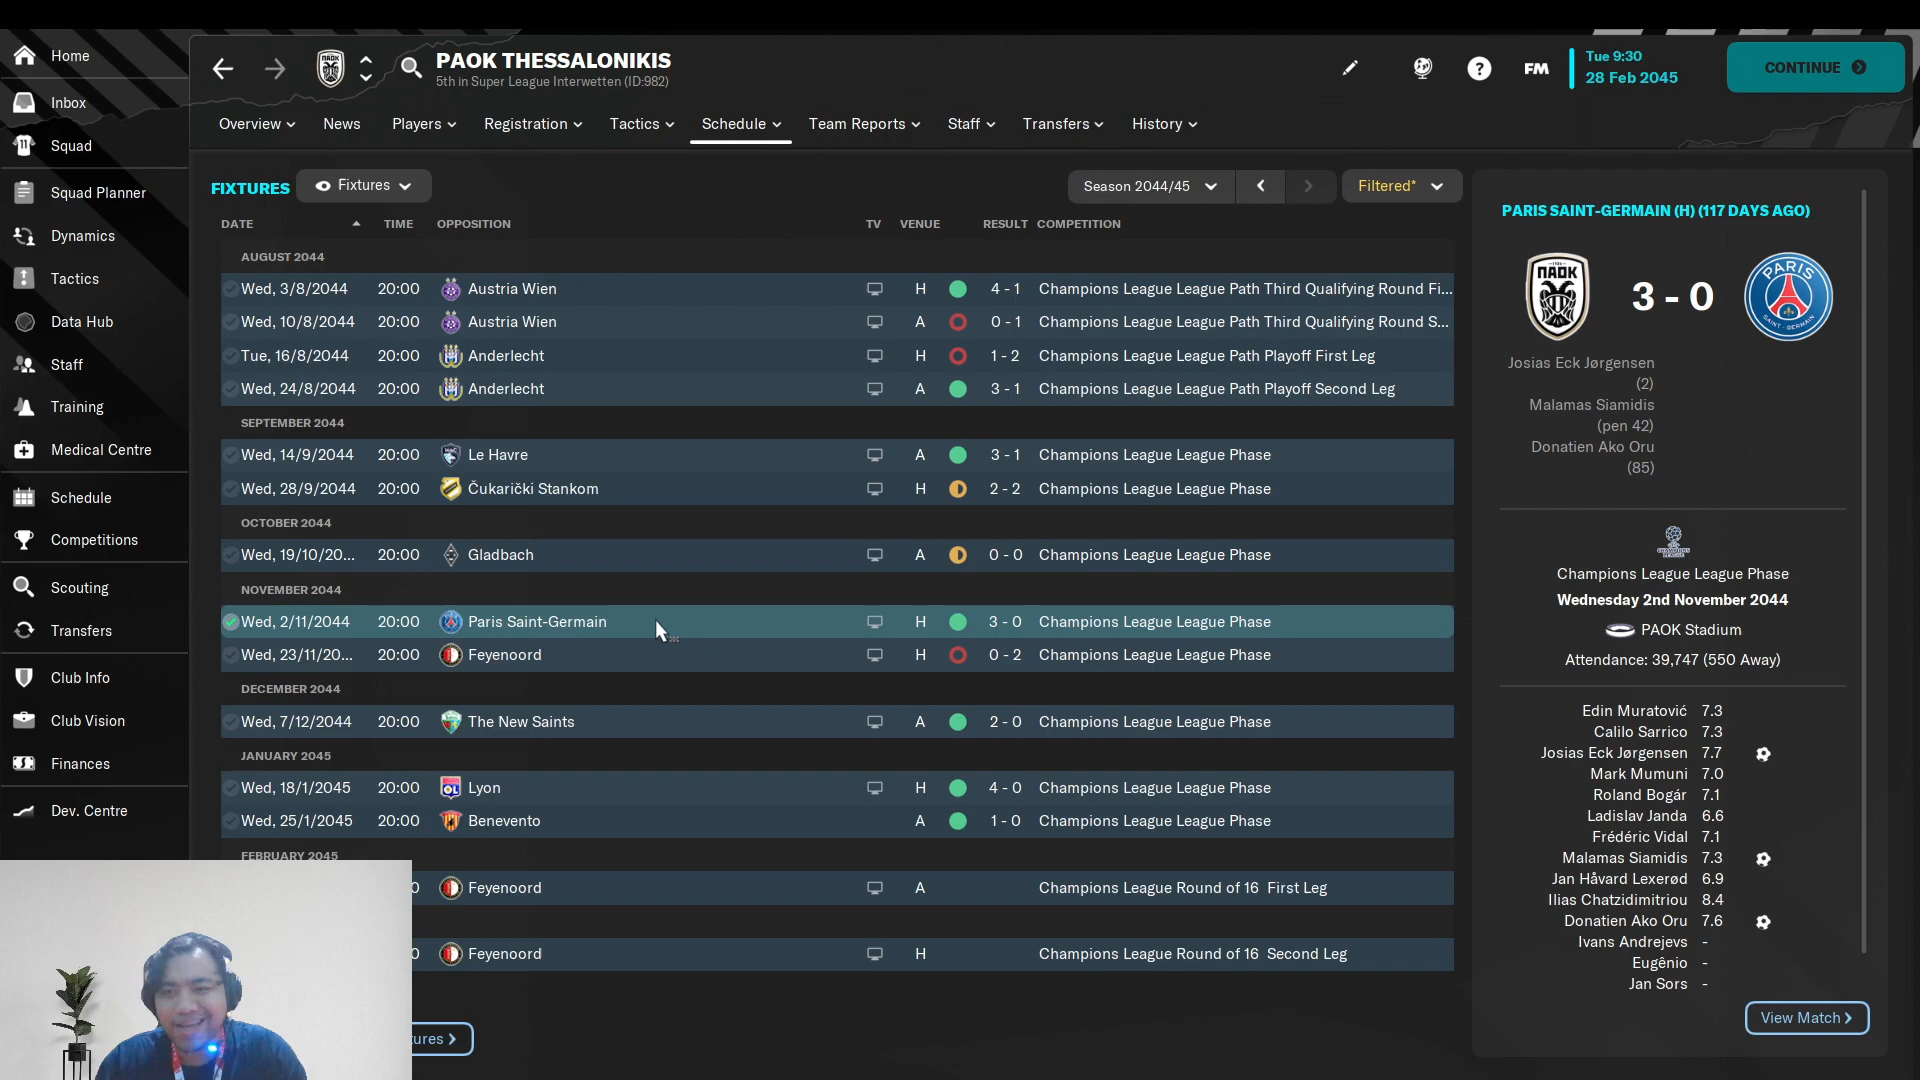 Home
Inbox
Squad
Squad Planner
Dynamics
Tactics
Data Hub
Staff
Training
Medical Centre
Schedule
Competitions
Scouting
Transfers
Club Info
Club Vision
Finances
Dev. Centre
PAOK THESSALONIKIS
5th in Super League Interwetten (ID:982)
FM
Tue 9:30
28 Feb 2045
CONTINUE
Overview News Players Registration Tactics Schedule Team Reports Staff Transfers History
FIXTURES Fixtures Season 2044/45 Filtered*
DATE TIME OPPOSITION TV VENUE RESULT COMPETITION
AUGUST 2044
Wed, 3/8/2044 20:00 Austria Wien H 4 - 1 Champions League League Path Third Qualifying Round Fi...
Wed, 10/8/2044 20:00 Austria Wien A 0 - 1 Champions League League Path Third Qualifying Round S...
Tue, 16/8/2044 20:00 Anderlecht H 1 - 2 Champions League League Path Playoff First Leg
Wed, 24/8/2044 20:00 Anderlecht A 3 - 1 Champions League League Path Playoff Second Leg
SEPTEMBER 2044
Wed, 14/9/2044 20:00 Le Havre A 3 - 1 Champions League League Phase
Wed, 28/9/2044 20:00 Čukarički Stankom H 2 - 2 Champions League League Phase
OCTOBER 2044
Wed, 19/10/20... 20:00 Gladbach A 0 - 0 Champions League League Phase
NOVEMBER 2044
Wed, 2/11/2044 20:00 Paris Saint-Germain H 3 - 0 Champions League League Phase
Wed, 23/11/20... 20:00 Feyenoord H 0 - 2 Champions League League Phase
DECEMBER 2044
Wed, 7/12/2044 20:00 The New Saints A 2 - 0 Champions League League Phase
JANUARY 2045
Wed, 18/1/2045 20:00 Lyon H 4 - 0 Champions League League Phase
Wed, 25/1/2045 20:00 Benevento A 1 - 0 Champions League League Phase
FEBRUARY 2045
0 Feyenoord A Champions League Round of 16 First Leg
0 Feyenoord H Champions League Round of 16 Second Leg
tures
PARIS SAINT-GERMAIN (H) (117 DAYS AGO)
ΠΑΟΚ 3 - 0 PARIS
SAINT-GERMAIN
Josias Eck Jørgensen
(2)
Malamas Siamidis
(pen 42)
Donatien Ako Oru
(85)
Champions League League Phase
Wednesday 2nd November 2044
PAOK Stadium
Attendance: 39,747 (550 Away)
Edin Muratović 7.3
Calilo Sarrico 7.3
Josias Eck Jørgensen 7.7
Mark Mumuni 7.0
Roland Bogár 7.1
Ladislav Janda 6.6
Frédéric Vidal 7.1
Malamas Siamidis 7.3
Jan Håvard Lexerød 6.9
Ilias Chatzidimitriou 8.4
Donatien Ako Oru 7.6
Ivans Andrejevs -
Eugênio -
Jan Sors -
View Match